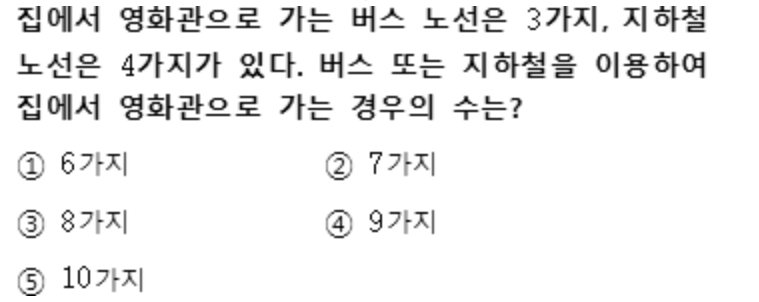 집에서 영화관으로 가는 버스 노선은 3가지, 지하철
노선은 4가지가 있다. 버스 또는 지하철을 이용하여
집에서 영화관으로 가는 경우의 수는?
① 6가지 ② 7가지
③ 8가지 ④ 9가지
⑤ 10가지